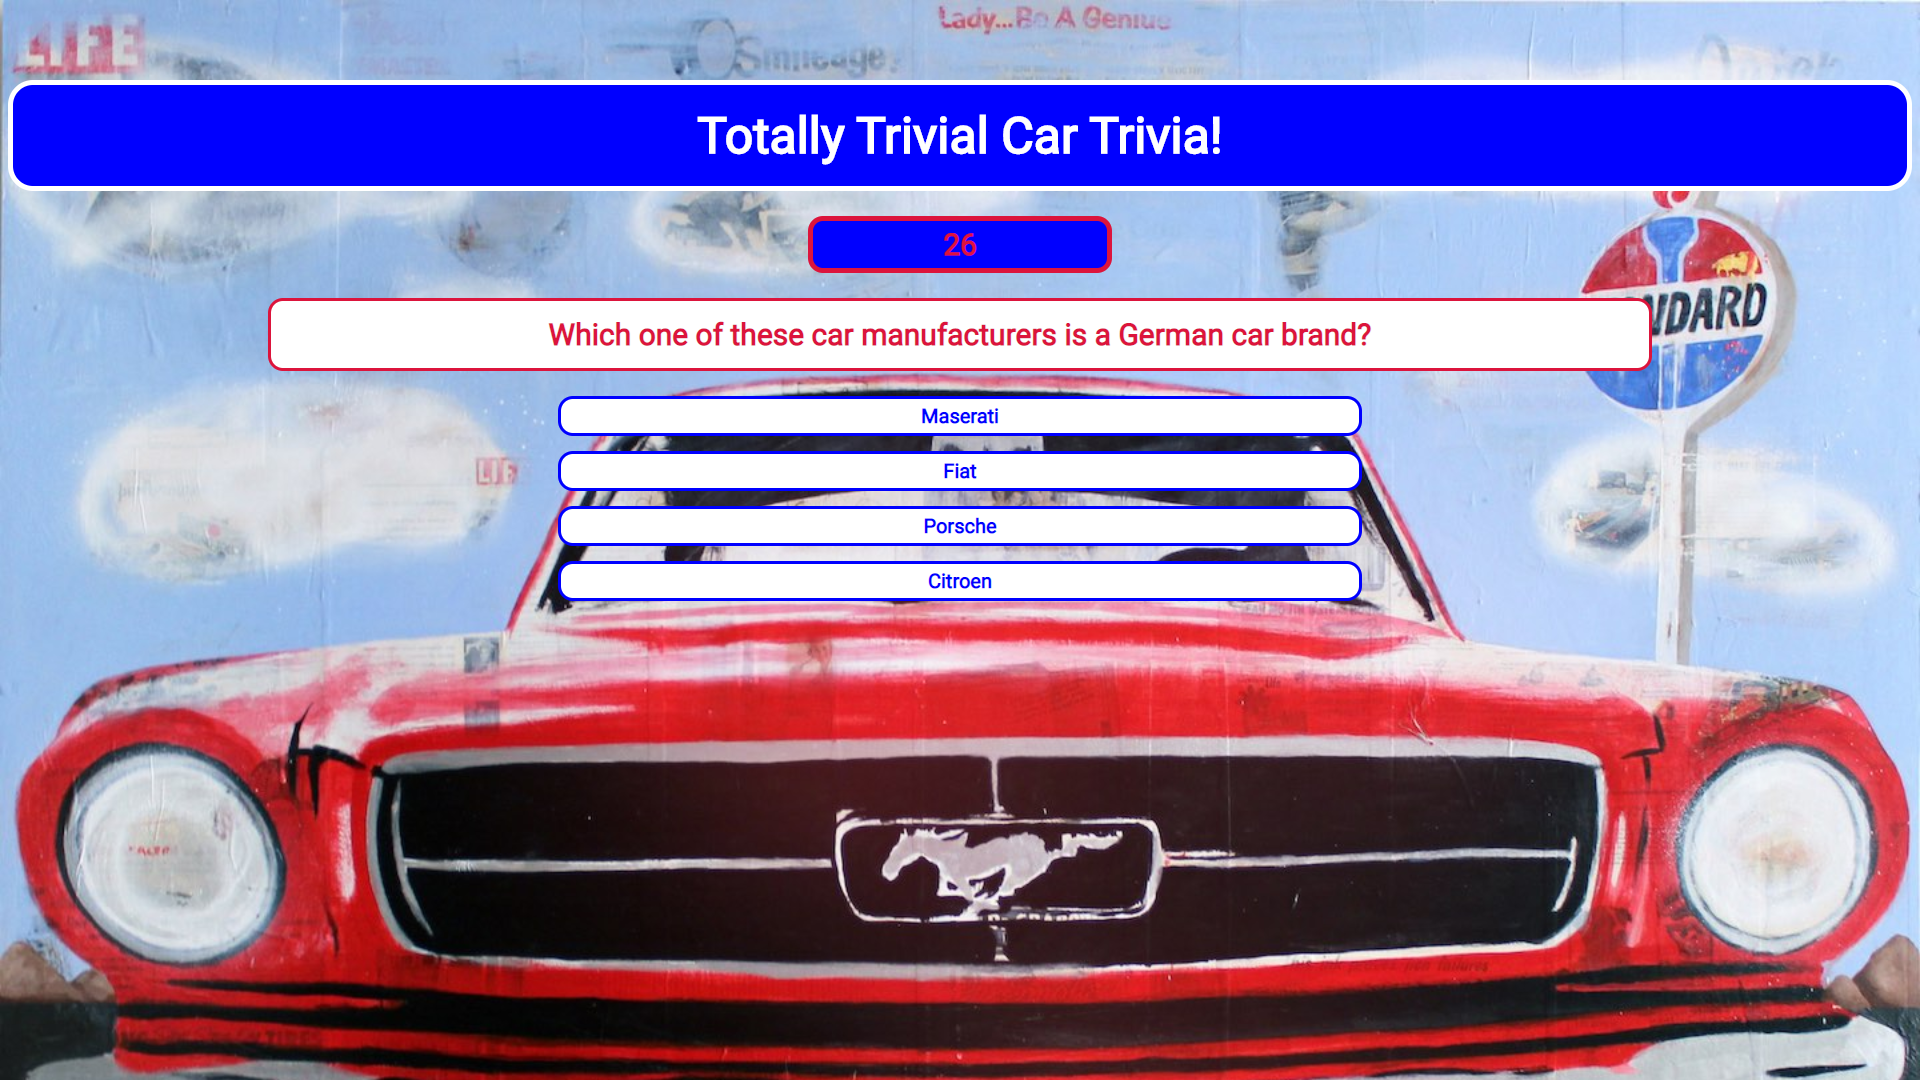 Lady...Be A Genius
LIFE
Smileage
Totally Trivial Car Trivia!
26
Which one of these car manufacturers is a German car brand?
NDARD
Maserati
Fiat
LIFE
Porsche
Citroen